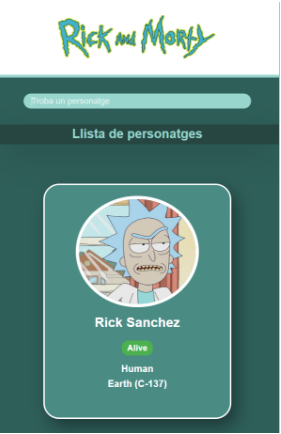 Rick and Morty
Troba un personatge
Llista de personatges
Rick Sanchez
Alive
Human
Earth (C-137)